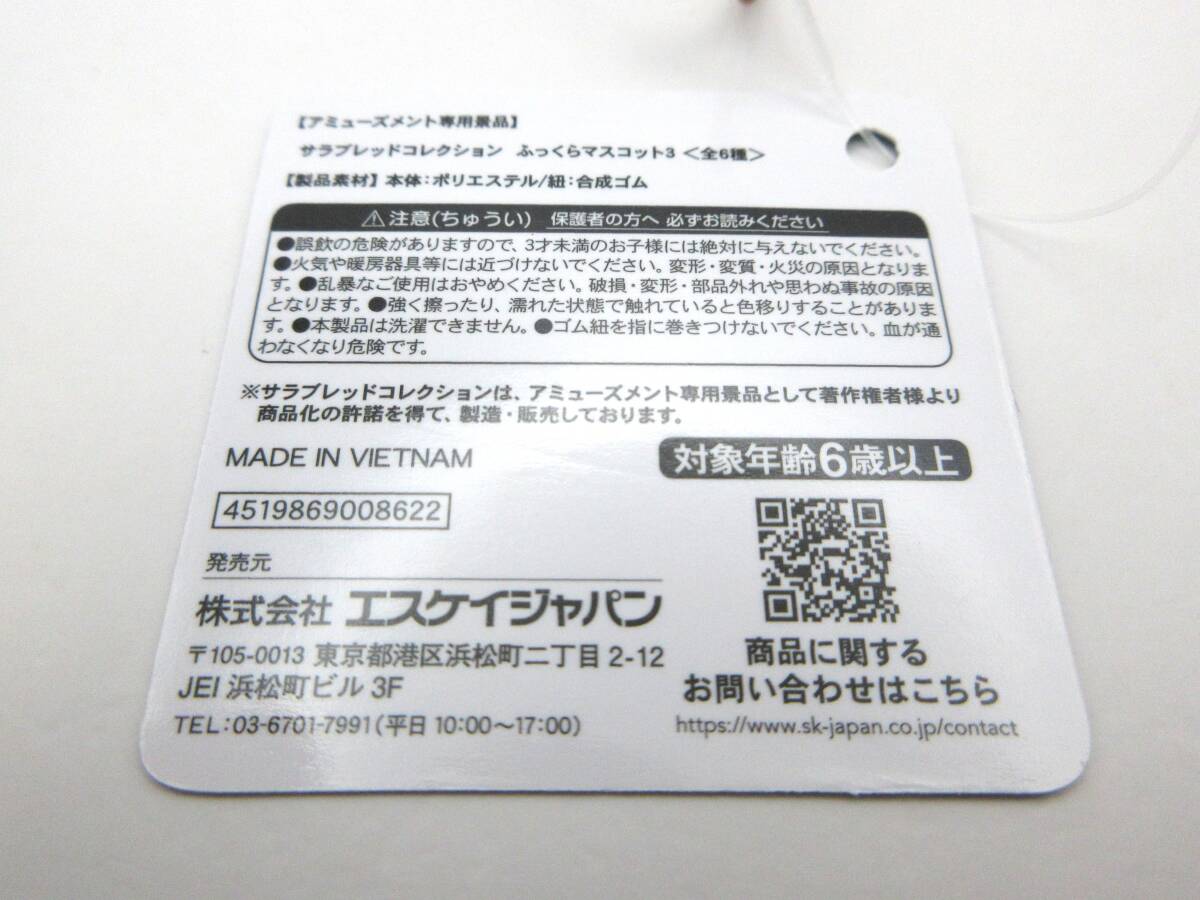 【アミューズメント専用景品】
サラブレッドコレクション ふっくらマスコット3 <全6種>
【製品素材】本体:ポリエステル/紐:合成ゴム
⚠注意(ちゅうい) 保護者の方へ 必ずお読みください
●誤飲の危険がありますので、3才未満のお子様には絶対に与えないでください。
●火気や暖房器具等には近づけないでください。変形・変質・火災の原因となりま
す。●乱暴なご使用はおやめください。破損・変形・部品外れや思わぬ事故の原因
となります。●強く擦ったり、濡れた状態で触れていると色移りすることがありま
す。●本製品は洗濯できません。●ゴム紐を指に巻きつけないでください。血が通
わなくなり危険です。
※サラブレッドコレクションは、アミューズメント専用景品として著作権者様より
商品化の許諾を得て、製造・販売しております。
MADE IN VIETNAM
対象年齢6歳以上
4519869008622
発売元
株式会社 エスケイジャパン
〒105-0013 東京都港区浜松町二丁目2-12
JEI 浜松町ビル 3F
TEL:03-6701-7991(平日 10:00~17:00)
商品に関する
お問い合わせはこちら
https://www.sk-japan.co.jp/contact